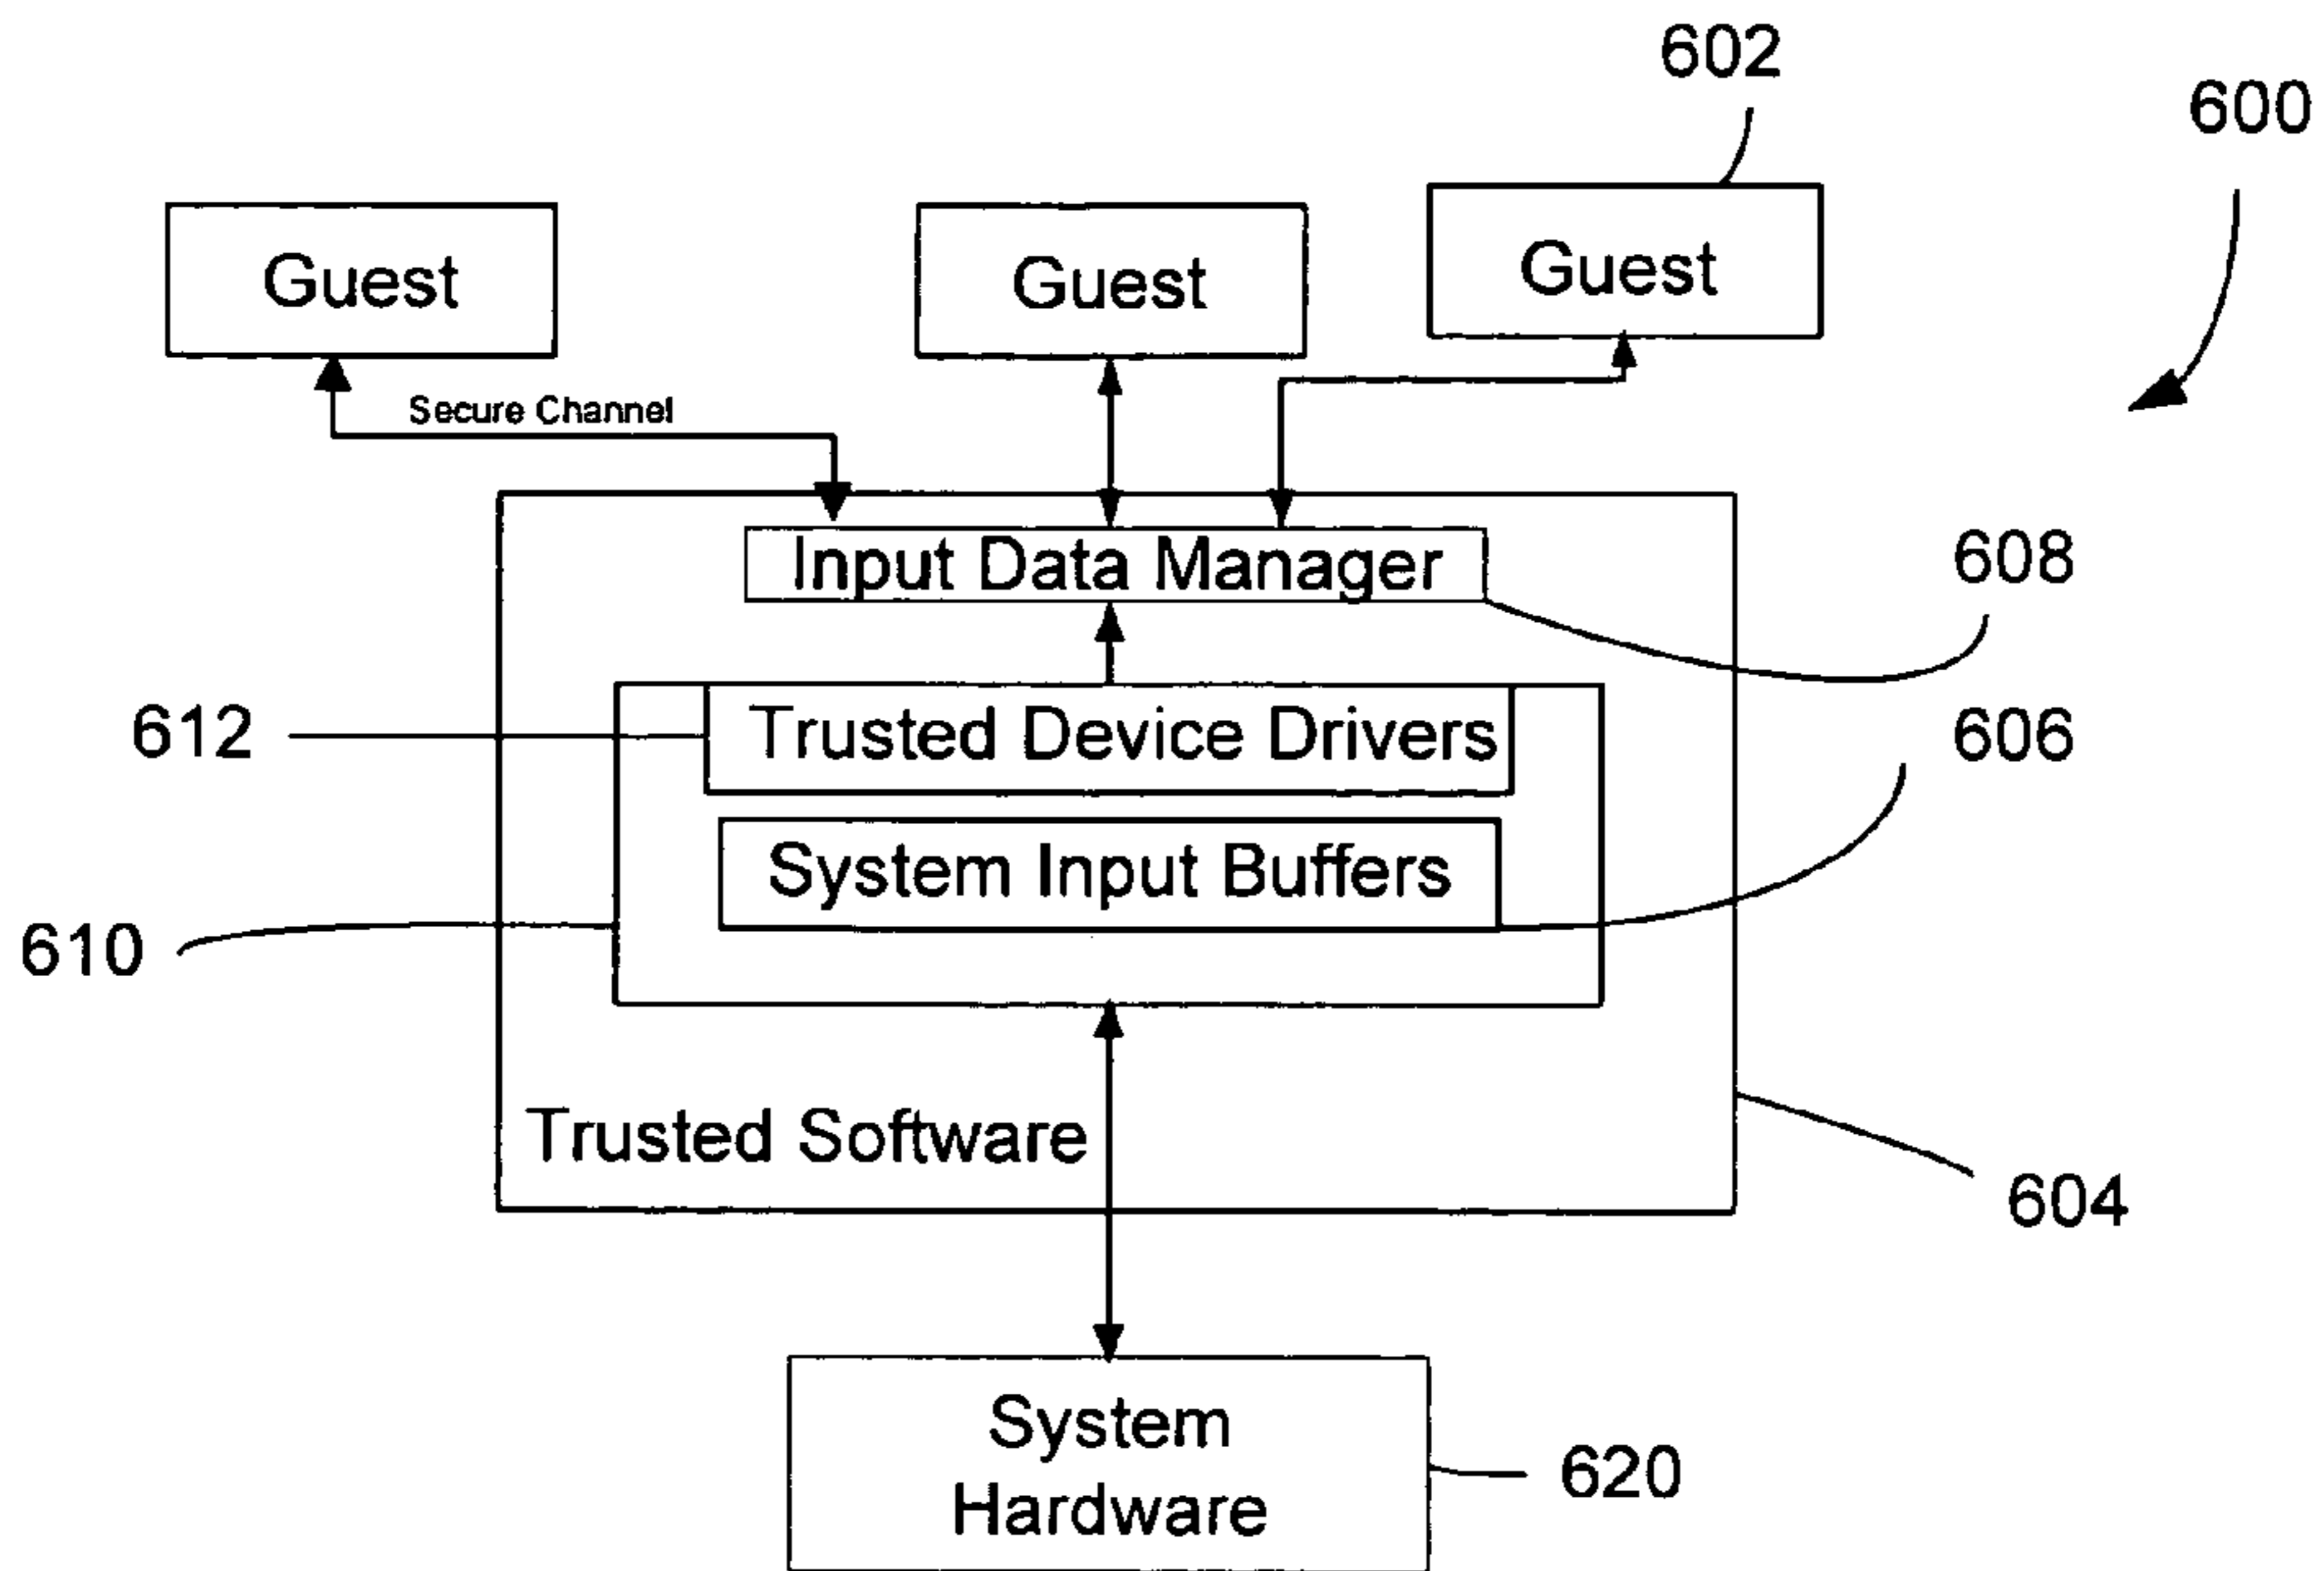 602
600
Guest
Guest
Guest
Secure Channel
Input Data Manager
608
612
Trusted Device Drivers
606
System Input Buffers
610
Trusted Software
604
System
Hardware
620